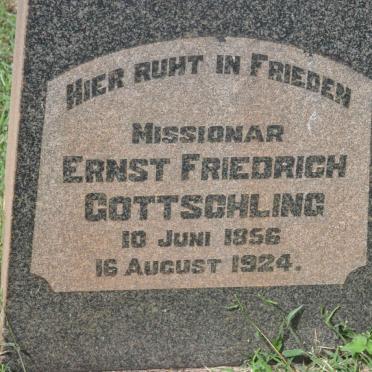 HIER RUHT IN FRIEDEN
MISSIONAR
ERNST FRIEDRICH
GOTTSCHLING
10 JUNI 1856
16 AUGUST 1924.